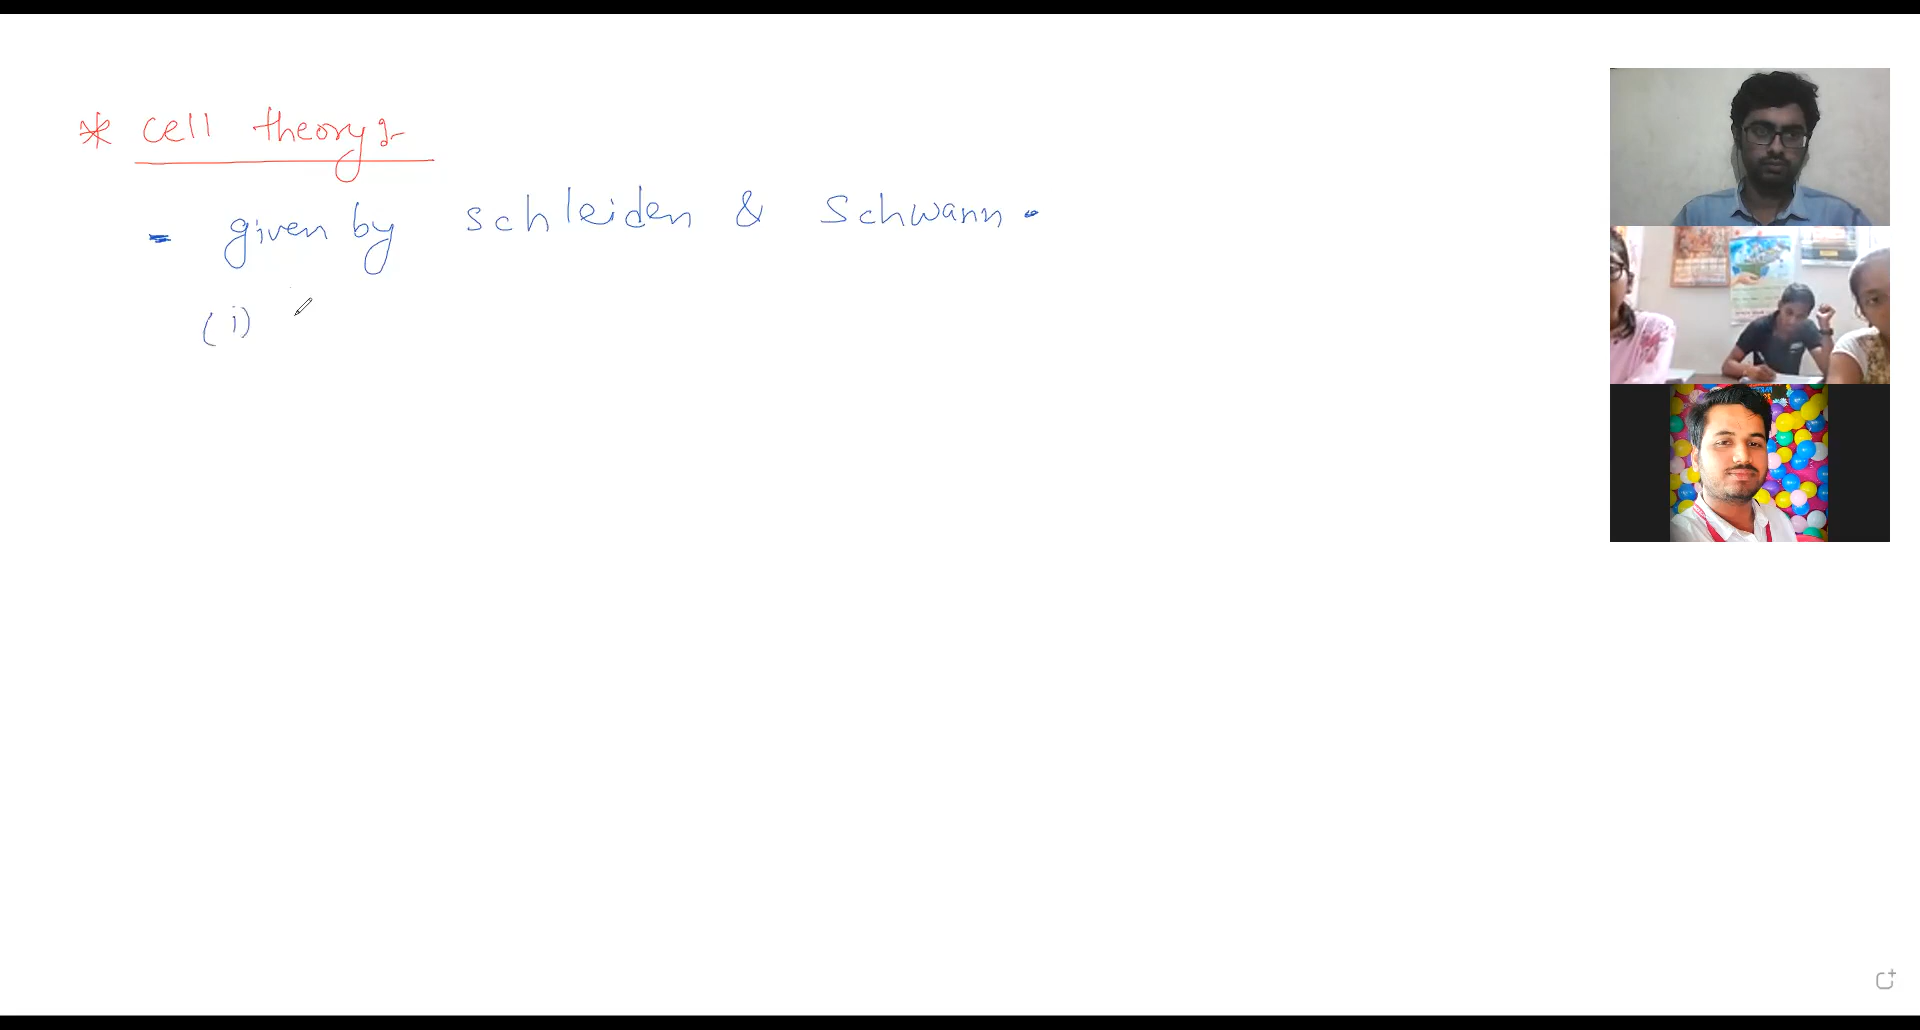 * cell theory :-
- given by schleiden & Schwann.
(i)